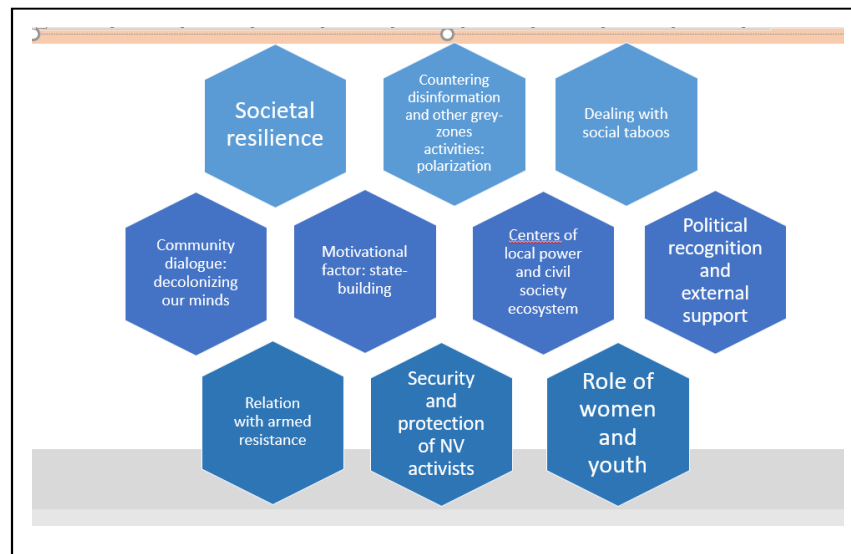 Societal
resilience
Countering
disinformation
and other grey-
zones
activities:
polarization
Dealing with
social taboos
Community
dialogue:
decolonizing
our minds
Motivational
factor: state-
building
Centers of
local power
and civil
society
ecosystem
Political
recognition
and
external
support
Relation
with armed
resistance
Security
and
protection
of NV
activists
Role of
women
and
youth